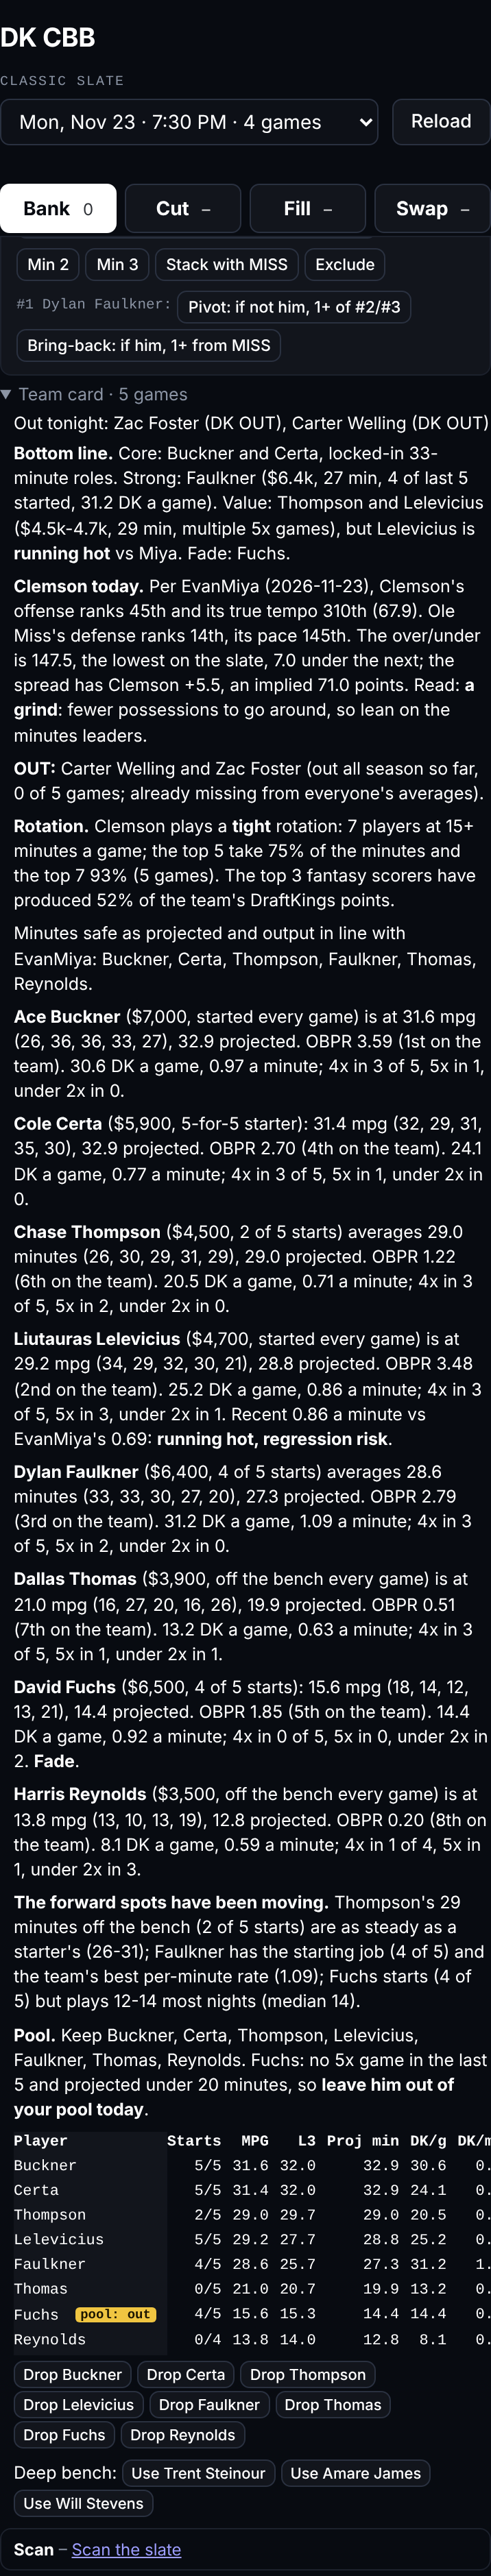 DK CBB
CLASSIC SLATE
Mon, Nov 23 · 7:30 PM · 4 games
Reload
Bank 0
Cut –
Fill –
Swap –
Min 2
Min 3
Stack with MISS
Exclude
#1 Dylan Faulkner:
Pivot: if not him, 1+ of #2/#3
Bring-back: if him, 1+ from MISS
▼ Team card · 5 games
Out tonight: Zac Foster (DK OUT), Carter Welling (DK OUT)
Bottom line. Core: Buckner and Certa, locked-in 33-
minute roles. Strong: Faulkner ($6.4k, 27 min, 4 of last 5
started, 31.2 DK a game). Value: Thompson and Lelevicius
($4.5k-4.7k, 29 min, multiple 5x games), but Lelevicius is
running hot vs Miya. Fade: Fuchs.
Clemson today. Per EvanMiya (2026-11-23), Clemson's
offense ranks 45th and its true tempo 310th (67.9). Ole
Miss's defense ranks 14th, its pace 145th. The over/under
is 147.5, the lowest on the slate, 7.0 under the next; the
spread has Clemson +5.5, an implied 71.0 points. Read: a
grind: fewer possessions to go around, so lean on the
minutes leaders.
OUT: Carter Welling and Zac Foster (out all season so far,
0 of 5 games; already missing from everyone's averages).
Rotation. Clemson plays a tight rotation: 7 players at 15+
minutes a game; the top 5 take 75% of the minutes and
the top 7 93% (5 games). The top 3 fantasy scorers have
produced 52% of the team's DraftKings points.
Minutes safe as projected and output in line with
EvanMiya: Buckner, Certa, Thompson, Faulkner, Thomas,
Reynolds.
Ace Buckner ($7,000, started every game) is at 31.6 mpg
(26, 36, 36, 33, 27), 32.9 projected. OBPR 3.59 (1st on the
team). 30.6 DK a game, 0.97 a minute; 4x in 3 of 5, 5x in 1,
under 2x in 0.
Cole Certa ($5,900, 5-for-5 starter): 31.4 mpg (32, 29, 31,
35, 30), 32.9 projected. OBPR 2.70 (4th on the team). 24.1
DK a game, 0.77 a minute; 4x in 3 of 5, 5x in 1, under 2x in
0.
Chase Thompson ($4,500, 2 of 5 starts) averages 29.0
minutes (26, 30, 29, 31, 29), 29.0 projected. OBPR 1.22
(6th on the team). 20.5 DK a game, 0.71 a minute; 4x in 3
of 5, 5x in 2, under 2x in 0.
Liutauras Lelevicius ($4,700, started every game) is at
29.2 mpg (34, 29, 32, 30, 21), 28.8 projected. OBPR 3.48
(2nd on the team). 25.2 DK a game, 0.86 a minute; 4x in 3
of 5, 5x in 3, under 2x in 1. Recent 0.86 a minute vs
EvanMiya's 0.69: running hot, regression risk.
Dylan Faulkner ($6,400, 4 of 5 starts) averages 28.6
minutes (33, 33, 30, 27, 20), 27.3 projected. OBPR 2.79
(3rd on the team). 31.2 DK a game, 1.09 a minute; 4x in 3
of 5, 5x in 2, under 2x in 0.
Dallas Thomas ($3,900, off the bench every game) is at
21.0 mpg (16, 27, 20, 16, 26), 19.9 projected. OBPR 0.51
(7th on the team). 13.2 DK a game, 0.63 a minute; 4x in 3
of 5, 5x in 1, under 2x in 1.
David Fuchs ($6,500, 4 of 5 starts): 15.6 mpg (18, 14, 12,
13, 21), 14.4 projected. OBPR 1.85 (5th on the team). 14.4
DK a game, 0.92 a minute; 4x in 0 of 5, 5x in 0, under 2x in
2. Fade.
Harris Reynolds ($3,500, off the bench every game) is at
13.8 mpg (13, 10, 13, 19), 12.8 projected. OBPR 0.20 (8th on
the team). 8.1 DK a game, 0.59 a minute; 4x in 1 of 4, 5x in
1, under 2x in 3.
The forward spots have been moving. Thompson's 29
minutes off the bench (2 of 5 starts) are as steady as a
starter's (26-31); Faulkner has the starting job (4 of 5) and
the team's best per-minute rate (1.09); Fuchs starts (4 of
5) but plays 12-14 most nights (median 14).
Pool. Keep Buckner, Certa, Thompson, Lelevicius,
Faulkner, Thomas, Reynolds. Fuchs: no 5x game in the last
5 and projected under 20 minutes, so leave him out of
your pool today.
Player Starts MPG L3 Proj min DK/g DK/m
Buckner 5/5 31.6 32.0 32.9 30.6 0.
Certa 5/5 31.4 32.0 32.9 24.1 0.
Thompson 2/5 29.0 29.7 29.0 20.5 0.
Lelevicius 5/5 29.2 27.7 28.8 25.2 0.
Faulkner 4/5 28.6 25.7 27.3 31.2 1.
Thomas 0/5 21.0 20.7 19.9 13.2 0.
Fuchs pool: out 4/5 15.6 15.3 14.4 14.4 0.
Reynolds 0/4 13.8 14.0 12.8 8.1 0.
Drop Buckner
Drop Certa
Drop Thompson
Drop Lelevicius
Drop Faulkner
Drop Thomas
Drop Fuchs
Drop Reynolds
Deep bench:
Use Trent Steinour
Use Amare James
Use Will Stevens
Scan – Scan the slate